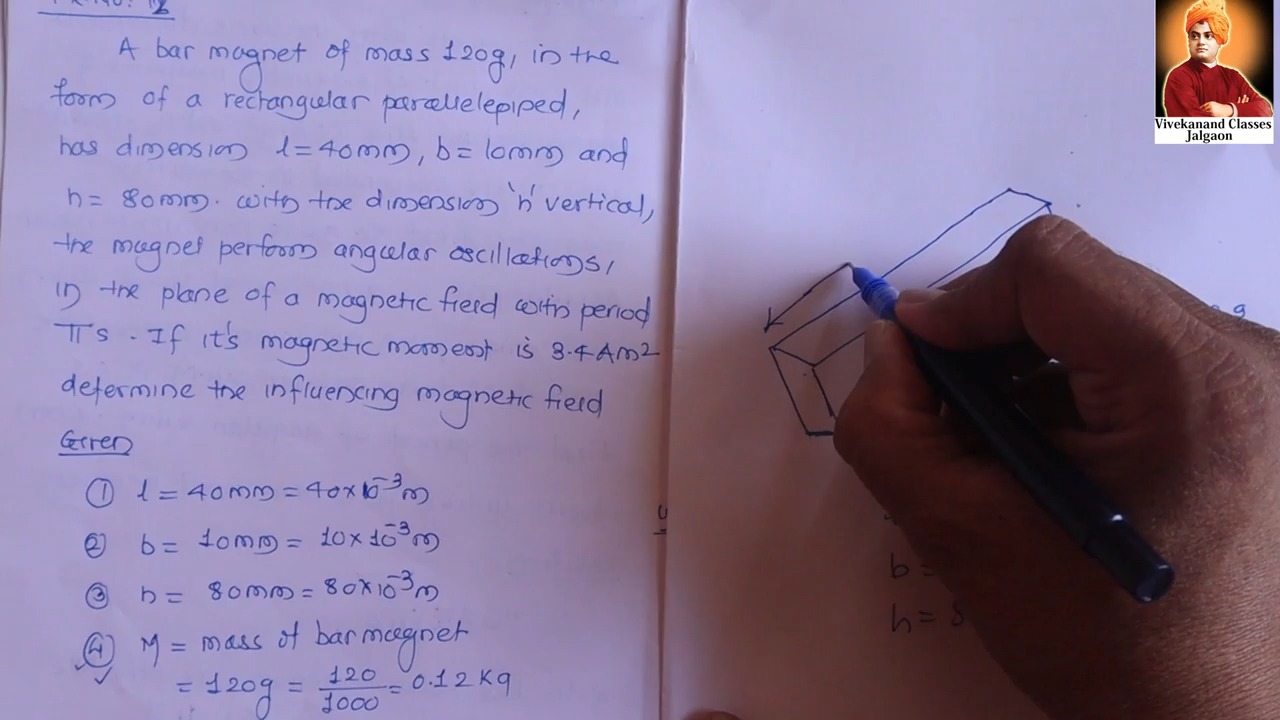 A bar magnet of mass 120g, in the
form of a rectangular parallelepiped,
has dimension l = 40mm, b = 10mm and
h = 80mm. with the dimension 'h' vertical,
the magnet perform angular oscillations,
in the plane of a magnetic field with period
πs. If it's magnetic moment is 3.4 Am²
determine the influencing magnetic field
Given
① l = 40mm = 40×10⁻³m
② b = 10mm = 10×10⁻³m
③ h = 80mm = 80×10⁻³m
④ M = mass of bar magnet
= 120g = 120/1000 = 0.12 Kg
b=
h= 8
Vivekanand Classes
Jalgaon